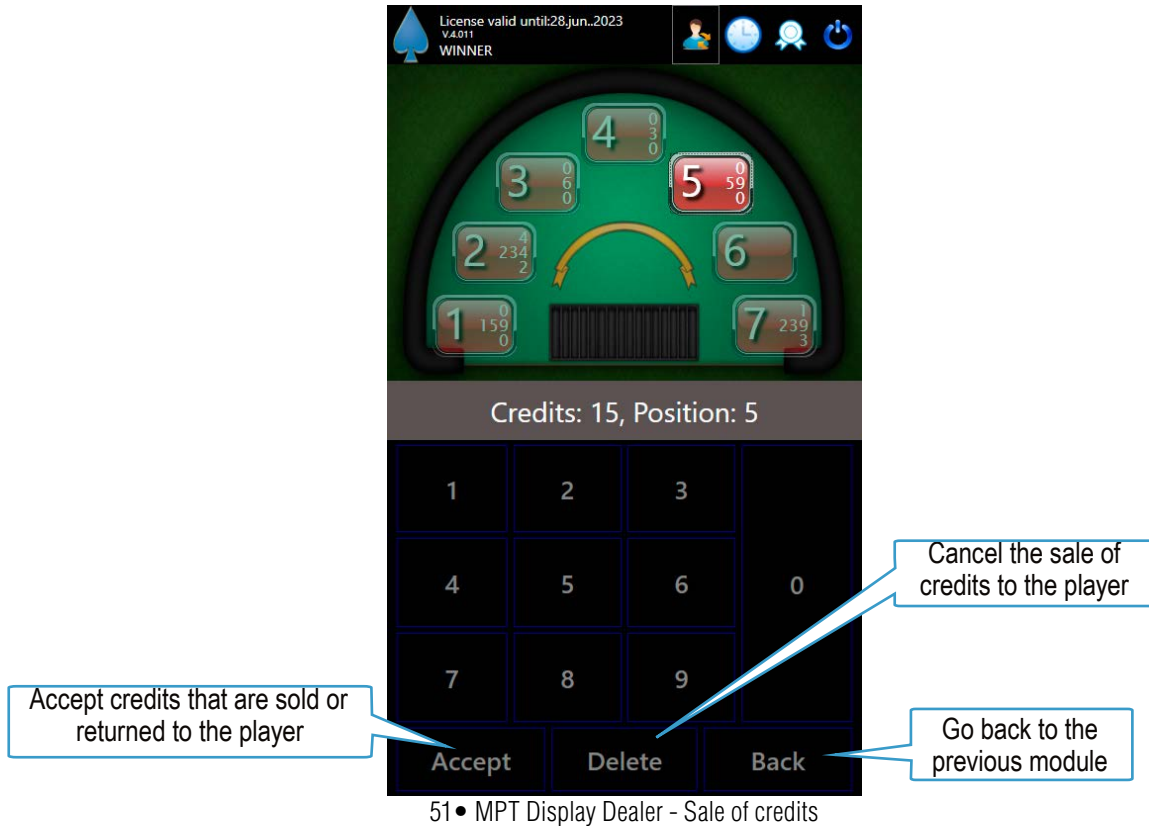 License valid until:28.jun..2023
V.4.011
WINNER
4
0
3
0
3
0
6
0
5
0
59
0
2
4
234
2
6
1
0
159
0
7
1
239
3
Credits: 15, Position: 5
1 2 3
4 5 6 0
7 8 9
Accept Delete Back
Cancel the sale of
credits to the player
Accept credits that are sold or
returned to the player
Go back to the
previous module
51• MPT Display Dealer - Sale of credits